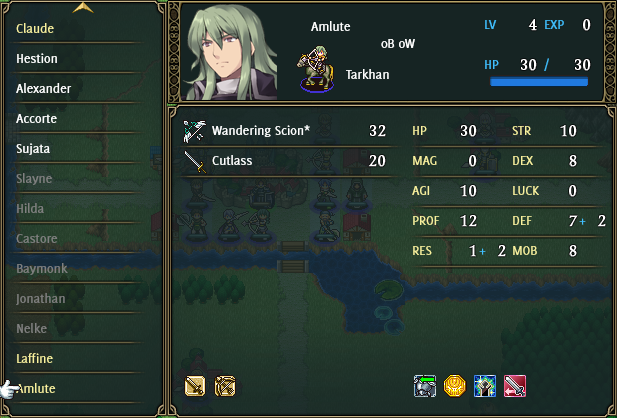 Claude
Hestion
Alexander
Accorte
Sujata
Slayne
Hilda
Castore
Baymonk
Jonathan
Nelke
Laffine
Amlute
Amlute
oB oW
Tarkhan
LV 4 EXP 0
HP 30 / 30
Wandering Scion* 32
Cutlass 20
HP 30 STR 10
MAG 0 DEX 8
AGI 10 LUCK 0
PROF 12 DEF 7+ 2
RES 1+ 2 MOB 8